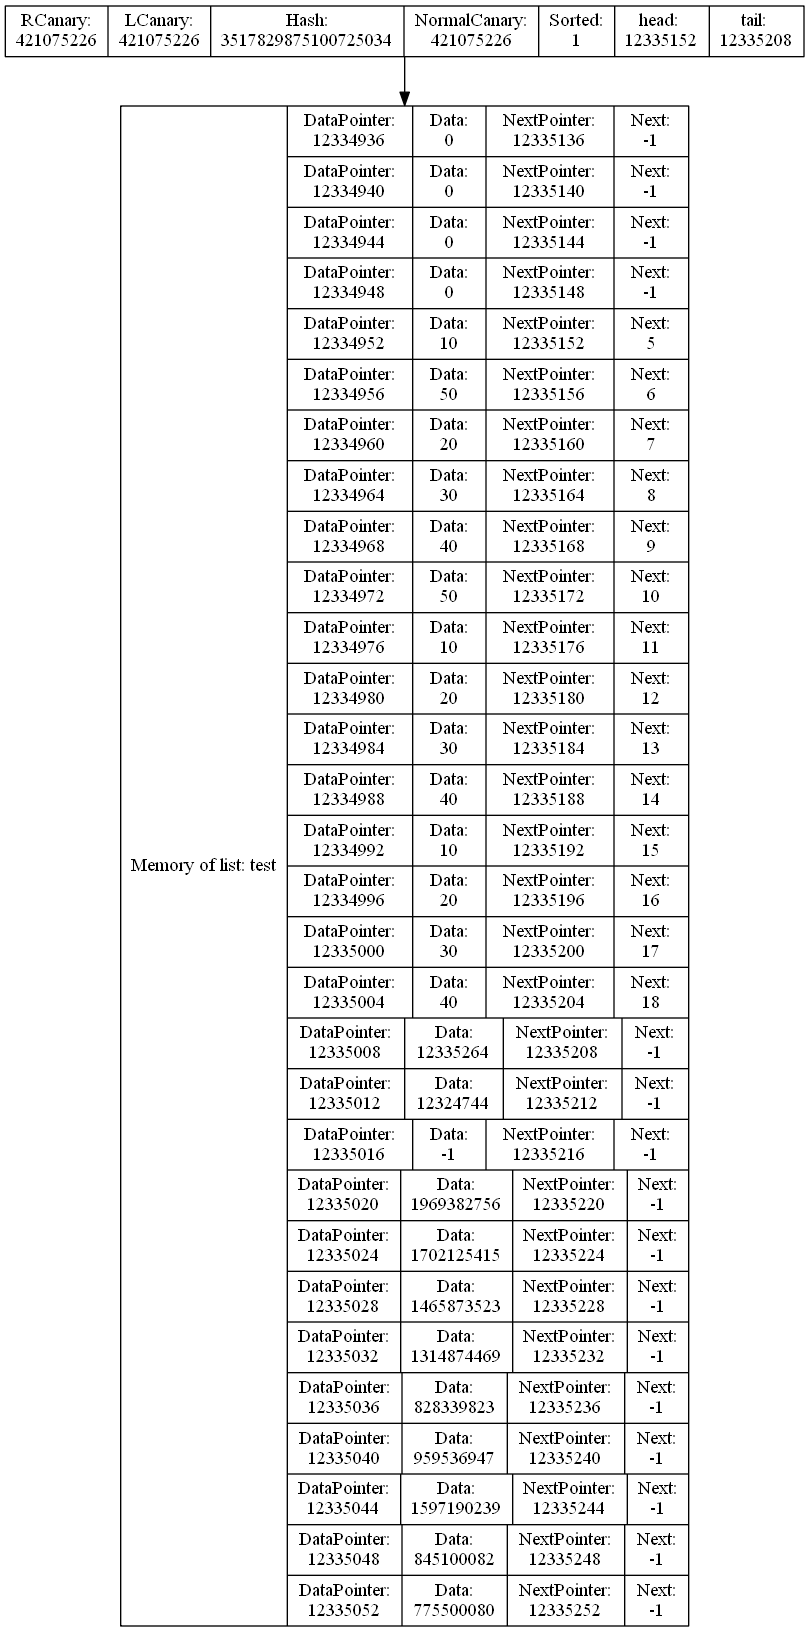 RCanary: LCanary: Hash: NormalCanary: Sorted: head: tail:
421075226 421075226 3517829875100725034 421075226 1 12335152 12335208
Memory of list: test
DataPointer: Data: NextPointer: Next:
12334936 0 12335136 -1
DataPointer: Data: NextPointer: Next:
12334940 0 12335140 -1
DataPointer: Data: NextPointer: Next:
12334944 0 12335144 -1
DataPointer: Data: NextPointer: Next:
12334948 0 12335148 -1
DataPointer: Data: NextPointer: Next:
12334952 10 12335152 5
DataPointer: Data: NextPointer: Next:
12334956 50 12335156 6
DataPointer: Data: NextPointer: Next:
12334960 20 12335160 7
DataPointer: Data: NextPointer: Next:
12334964 30 12335164 8
DataPointer: Data: NextPointer: Next:
12334968 40 12335168 9
DataPointer: Data: NextPointer: Next:
12334972 50 12335172 10
DataPointer: Data: NextPointer: Next:
12334976 10 12335176 11
DataPointer: Data: NextPointer: Next:
12334980 20 12335180 12
DataPointer: Data: NextPointer: Next:
12334984 30 12335184 13
DataPointer: Data: NextPointer: Next:
12334988 40 12335188 14
DataPointer: Data: NextPointer: Next:
12334992 10 12335192 15
DataPointer: Data: NextPointer: Next:
12334996 20 12335196 16
DataPointer: Data: NextPointer: Next:
12335000 30 12335200 17
DataPointer: Data: NextPointer: Next:
12335004 40 12335204 18
DataPointer: Data: NextPointer: Next:
12335008 12335264 12335208 -1
DataPointer: Data: NextPointer: Next:
12335012 12324744 12335212 -1
DataPointer: Data: NextPointer: Next:
12335016 -1 12335216 -1
DataPointer: Data: NextPointer: Next:
12335020 1969382756 12335220 -1
DataPointer: Data: NextPointer: Next:
12335024 1702125415 12335224 -1
DataPointer: Data: NextPointer: Next:
12335028 1465873523 12335228 -1
DataPointer: Data: NextPointer: Next:
12335032 1314874469 12335232 -1
DataPointer: Data: NextPointer: Next:
12335036 828339823 12335236 -1
DataPointer: Data: NextPointer: Next:
12335040 959536947 12335240 -1
DataPointer: Data: NextPointer: Next:
12335044 1597190239 12335244 -1
DataPointer: Data: NextPointer: Next:
12335048 845100082 12335248 -1
DataPointer: Data: NextPointer: Next:
12335052 775500080 12335252 -1